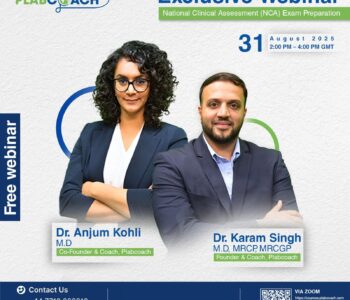 PLABCOACH
Exclusive Webinar
National Clinical Assessment (NCA) Exam Preparation
31
August 2025
2:00 PM – 4:00 PM GMT
Free webinar
Dr. Anjum Kohli
M.D
Co-Founder & Coach, Plabcoach
Dr. Karam Singh
M.D, MRCP, MRCGP
Founder & Coach, Plabcoach
Contact Us
VIA ZOOM